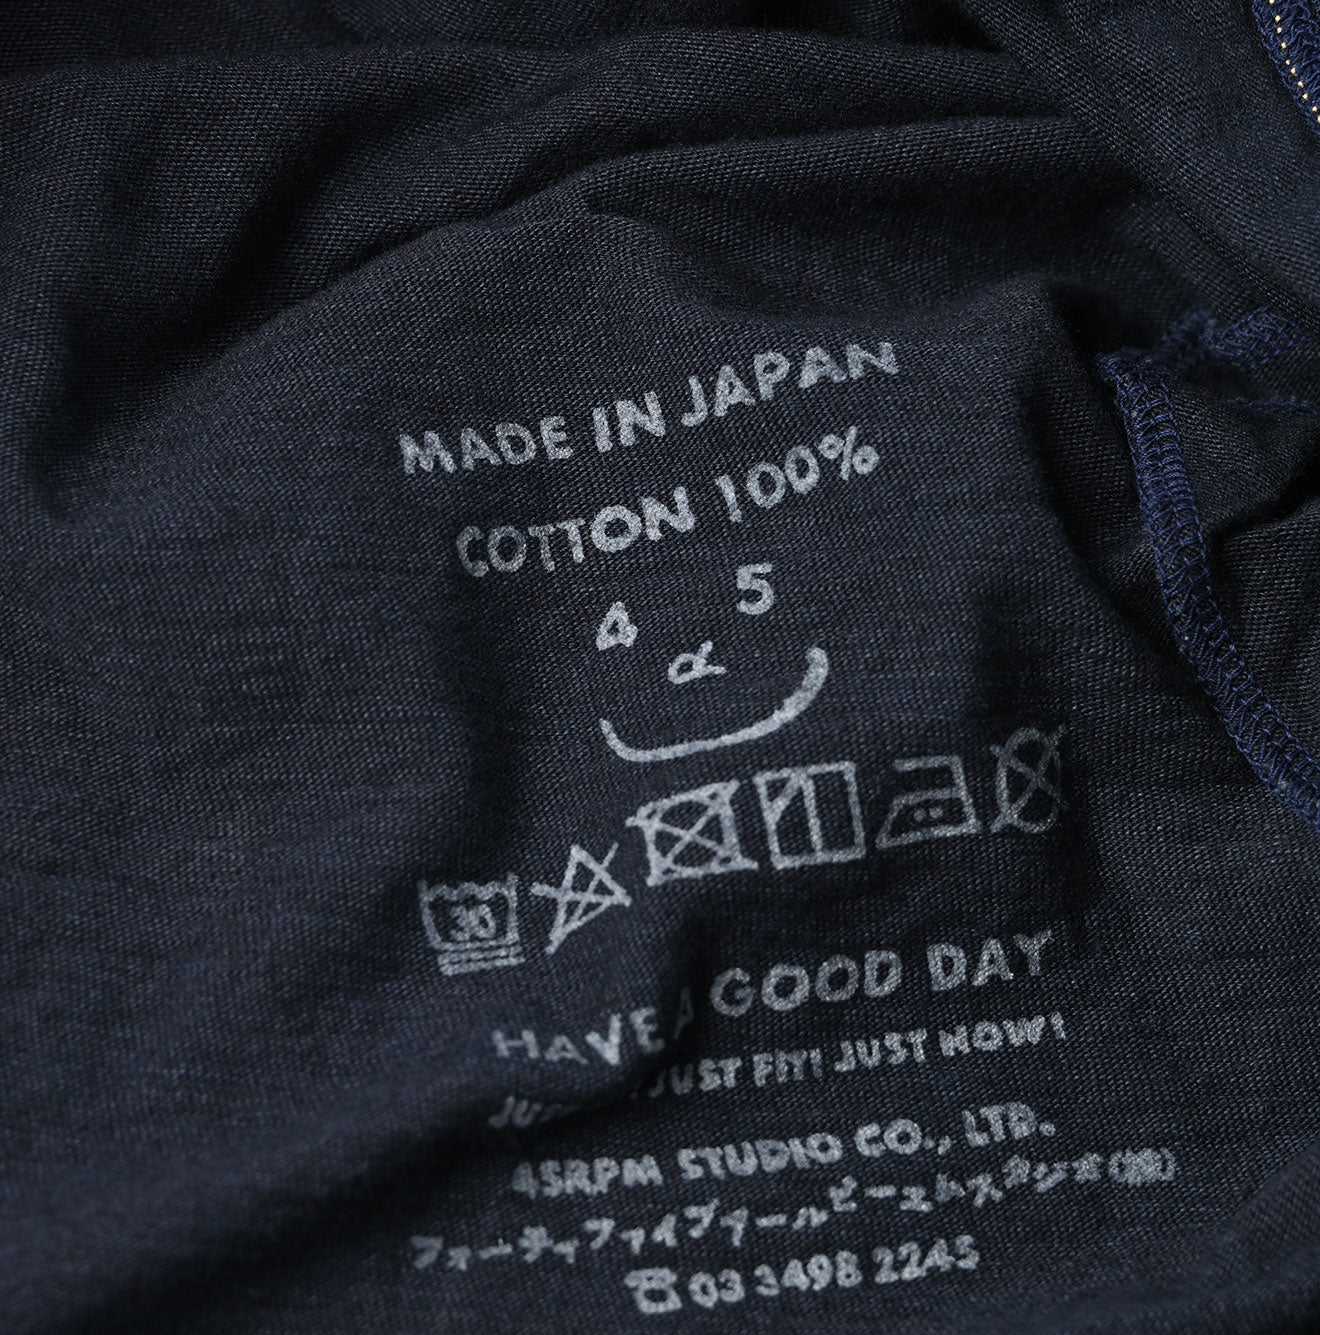 MADE IN JAPAN
COTTON 100%
4 5
R
30
HAVE A GOOD DAY
JUST FIT! JUST NOW!
45RPM STUDIO CO., LTD.
フォーティファイブアールピーエムスタジオ(株)
☎03 3498 2245